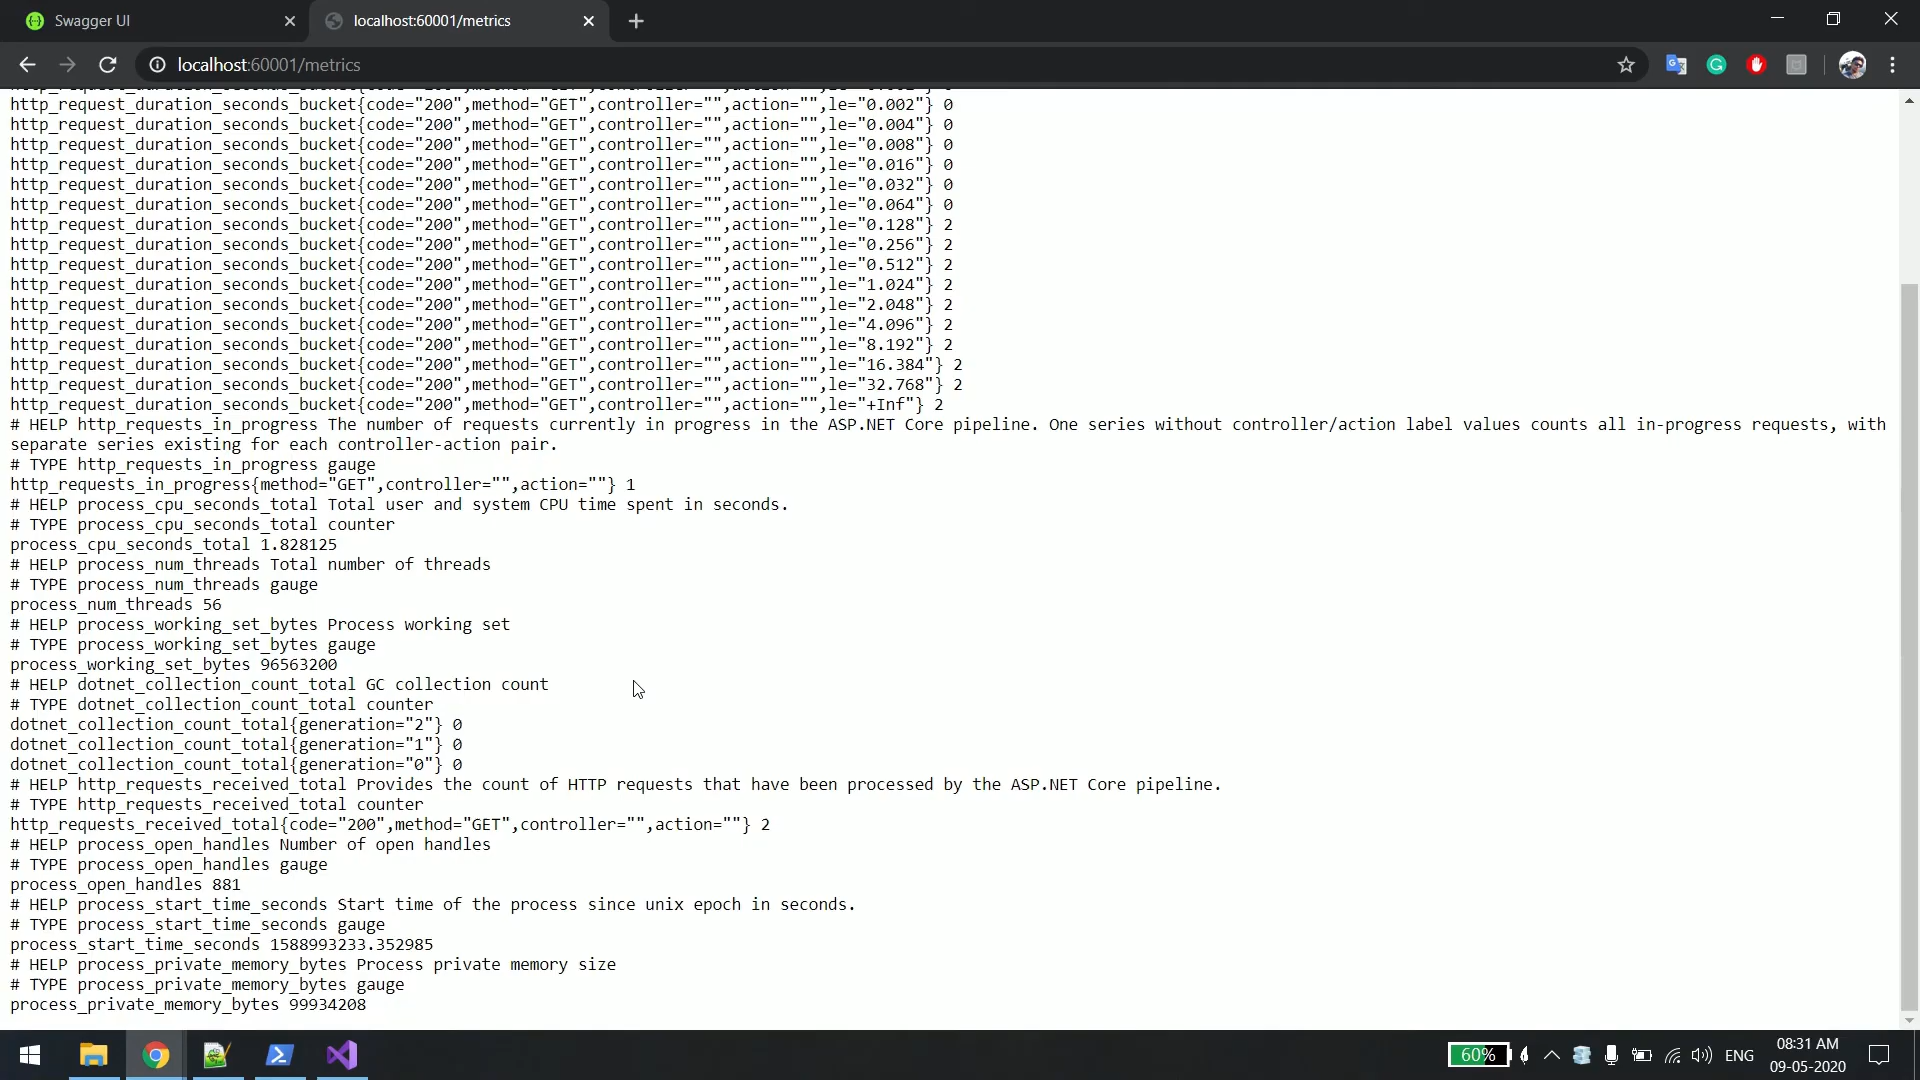 Swagger UI
localhost:60001/metrics
localhost:60001/metrics
http_request_duration_seconds_bucket{code="200",method="GET",controller="",action="",le="0.002"} 0
http_request_duration_seconds_bucket{code="200",method="GET",controller="",action="",le="0.004"} 0
http_request_duration_seconds_bucket{code="200",method="GET",controller="",action="",le="0.008"} 0
http_request_duration_seconds_bucket{code="200",method="GET",controller="",action="",le="0.016"} 0
http_request_duration_seconds_bucket{code="200",method="GET",controller="",action="",le="0.032"} 0
http_request_duration_seconds_bucket{code="200",method="GET",controller="",action="",le="0.064"} 0
http_request_duration_seconds_bucket{code="200",method="GET",controller="",action="",le="0.128"} 2
http_request_duration_seconds_bucket{code="200",method="GET",controller="",action="",le="0.256"} 2
http_request_duration_seconds_bucket{code="200",method="GET",controller="",action="",le="0.512"} 2
http_request_duration_seconds_bucket{code="200",method="GET",controller="",action="",le="1.024"} 2
http_request_duration_seconds_bucket{code="200",method="GET",controller="",action="",le="2.048"} 2
http_request_duration_seconds_bucket{code="200",method="GET",controller="",action="",le="4.096"} 2
http_request_duration_seconds_bucket{code="200",method="GET",controller="",action="",le="8.192"} 2
http_request_duration_seconds_bucket{code="200",method="GET",controller="",action="",le="16.384"} 2
http_request_duration_seconds_bucket{code="200",method="GET",controller="",action="",le="32.768"} 2
http_request_duration_seconds_bucket{code="200",method="GET",controller="",action="",le="+Inf"} 2
# HELP http_requests_in_progress The number of requests currently in progress in the ASP.NET Core pipeline. One series without controller/action label values counts all in-progress requests, with
separate series existing for each controller-action pair.
# TYPE http_requests_in_progress gauge
http_requests_in_progress{method="GET",controller="",action=""} 1
# HELP process_cpu_seconds_total Total user and system CPU time spent in seconds.
# TYPE process_cpu_seconds_total counter
process_cpu_seconds_total 1.828125
# HELP process_num_threads Total number of threads
# TYPE process_num_threads gauge
process_num_threads 56
# HELP process_working_set_bytes Process working set
# TYPE process_working_set_bytes gauge
process_working_set_bytes 96563200
# HELP dotnet_collection_count_total GC collection count
# TYPE dotnet_collection_count_total counter
dotnet_collection_count_total{generation="2"} 0
dotnet_collection_count_total{generation="1"} 0
dotnet_collection_count_total{generation="0"} 0
# HELP http_requests_received_total Provides the count of HTTP requests that have been processed by the ASP.NET Core pipeline.
# TYPE http_requests_received_total counter
http_requests_received_total{code="200",method="GET",controller="",action=""} 2
# HELP process_open_handles Number of open handles
# TYPE process_open_handles gauge
process_open_handles 881
# HELP process_start_time_seconds Start time of the process since unix epoch in seconds.
# TYPE process_start_time_seconds gauge
process_start_time_seconds 1588993233.352985
# HELP process_private_memory_bytes Process private memory size
# TYPE process_private_memory_bytes gauge
process_private_memory_bytes 99934208
60%
ENG
08:31 AM
09-05-2020